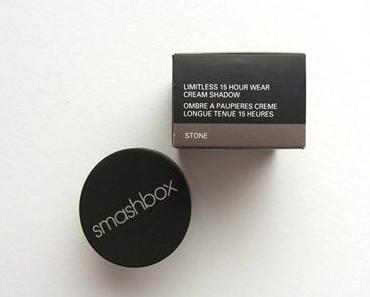 LIMITLESS 15 HOUR WEAR
CREAM SHADOW
OMBRE A PAUPIERES CREME
LONGUE TENUE 15 HEURES
STONE
smashbox